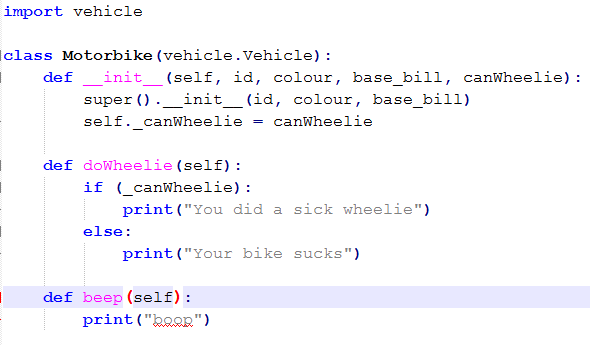 import vehicle
class Motorbike(vehicle.Vehicle):
    def __init__(self, id, colour, base_bill, canWheelie):
        super().__init__(id, colour, base_bill)
        self._canWheelie = canWheelie
    def doWheelie(self):
        if (_canWheelie):
            print("You did a sick wheelie")
        else:
            print("Your bike sucks")
    def beep(self):
        print("boop")